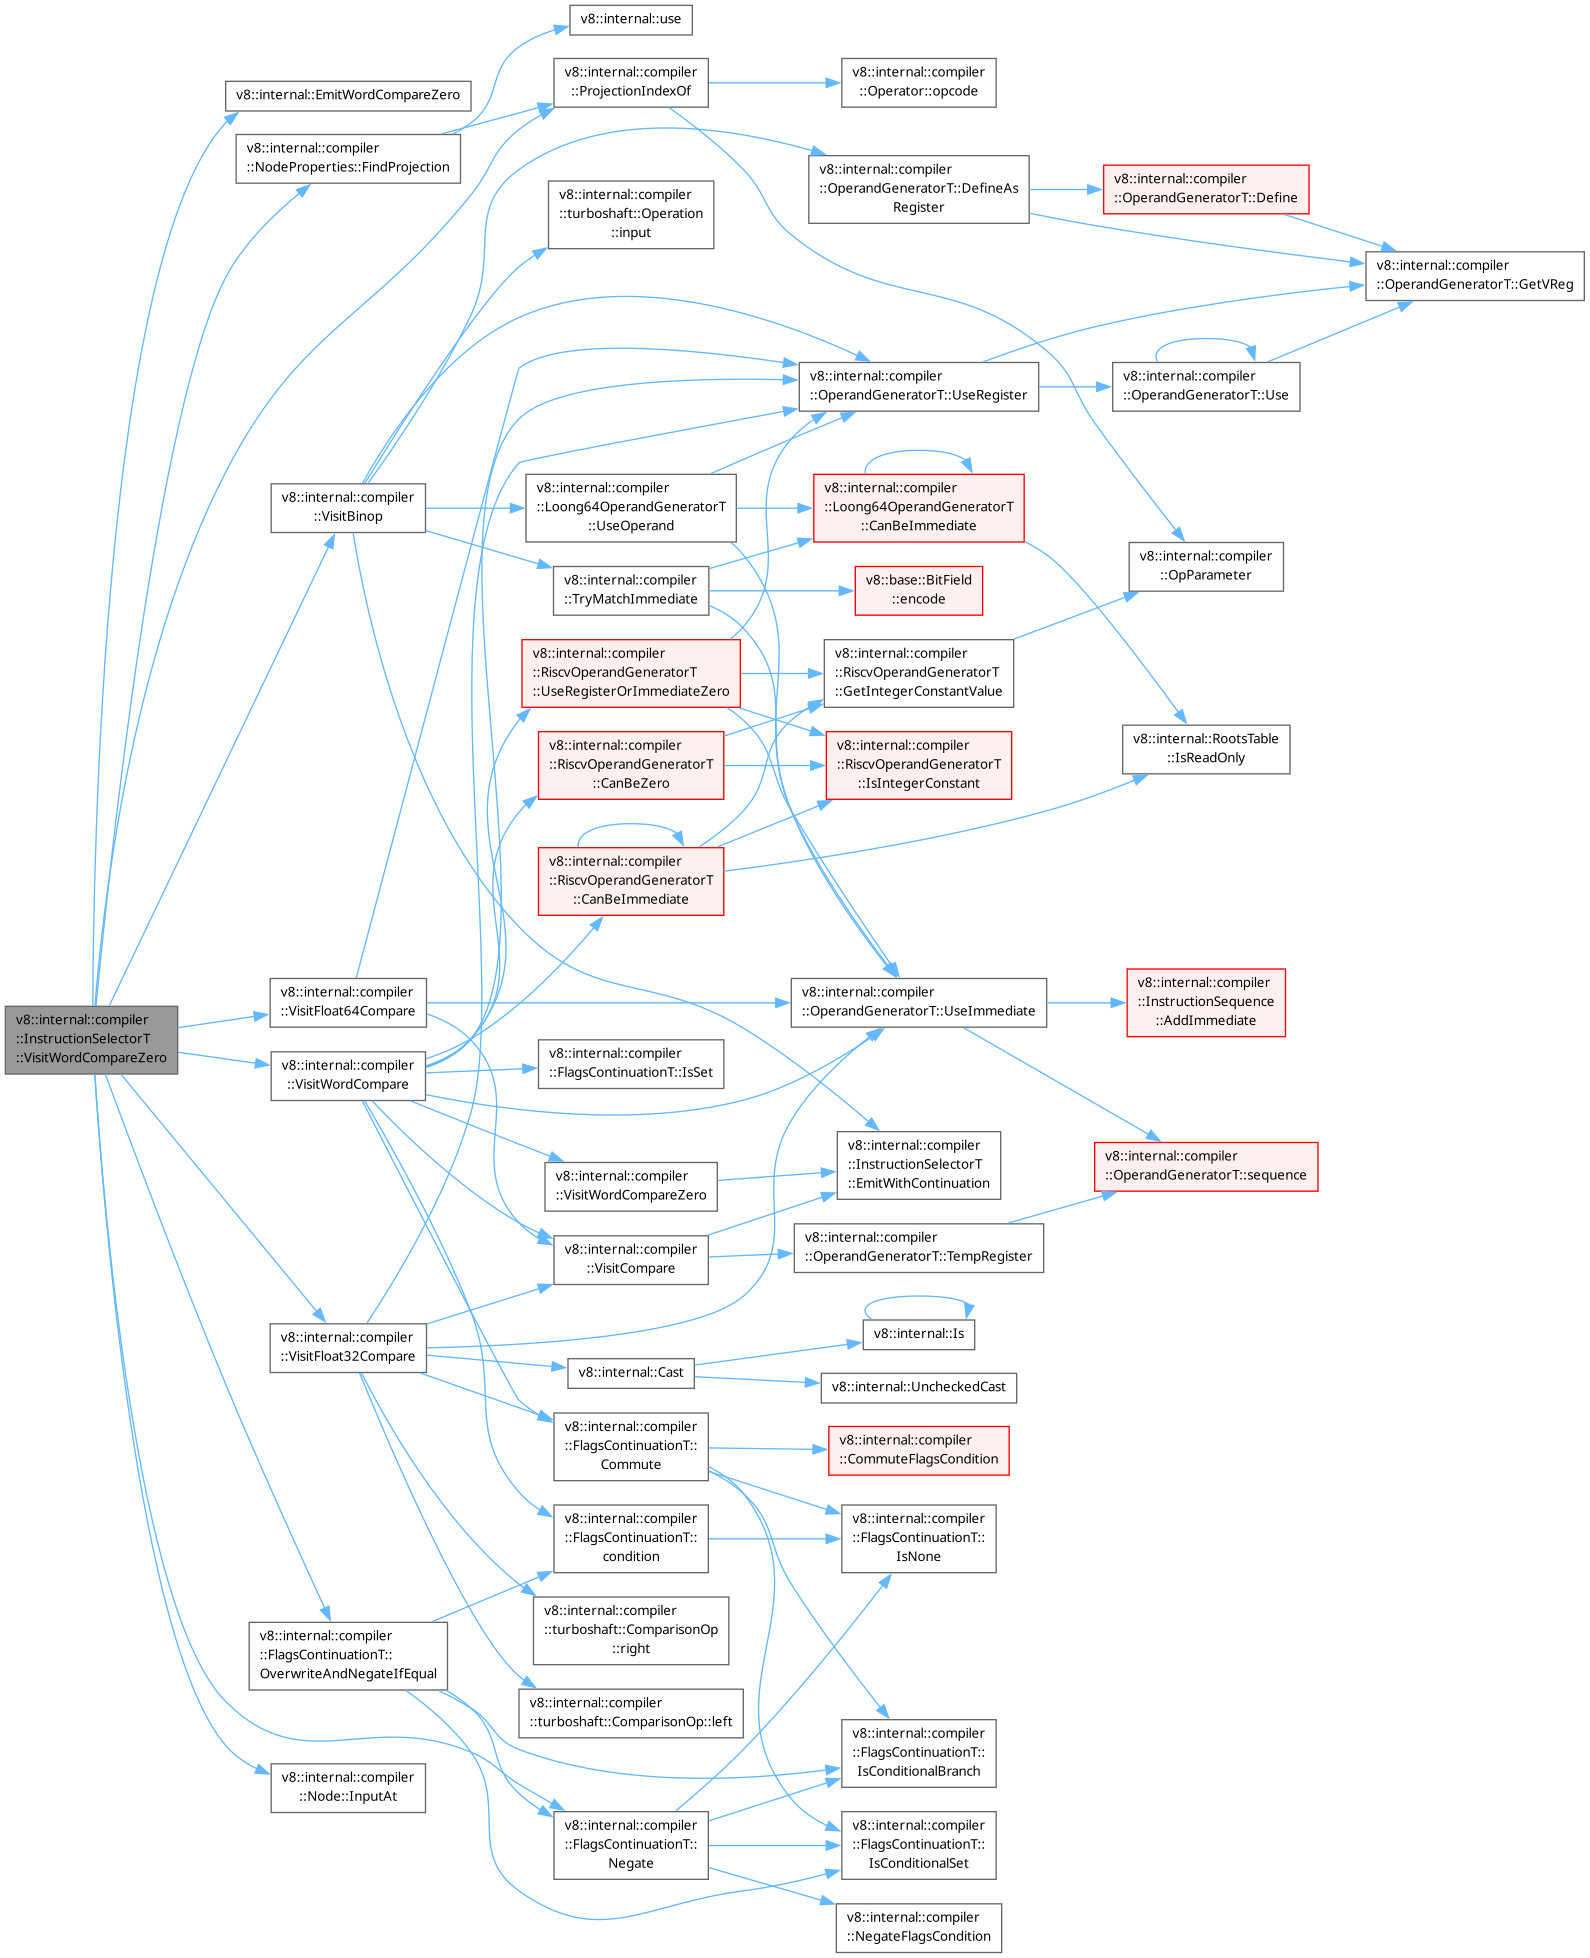 v8::internal::use
v8::internal::compiler
::ProjectionIndexOf
v8::internal::compiler
::Operator::opcode
v8::internal::EmitWordCompareZero
v8::internal::compiler
::NodeProperties::FindProjection
v8::internal::compiler
::OperandGeneratorT::DefineAs
Register
v8::internal::compiler
::OperandGeneratorT::Define
v8::internal::compiler
::turboshaft::Operation
::input
v8::internal::compiler
::OperandGeneratorT::GetVReg
v8::internal::compiler
::OperandGeneratorT::UseRegister
v8::internal::compiler
::OperandGeneratorT::Use
v8::internal::compiler
::VisitBinop
v8::internal::compiler
::Loong64OperandGeneratorT
::UseOperand
v8::internal::compiler
::Loong64OperandGeneratorT
::CanBeImmediate
v8::internal::compiler
::OpParameter
v8::internal::compiler
::TryMatchImmediate
v8::base::BitField
::encode
v8::internal::compiler
::RiscvOperandGeneratorT
::UseRegisterOrImmediateZero
v8::internal::compiler
::RiscvOperandGeneratorT
::GetIntegerConstantValue
v8::internal::compiler
::RiscvOperandGeneratorT
::CanBeZero
v8::internal::compiler
::RiscvOperandGeneratorT
::IsIntegerConstant
v8::internal::RootsTable
::IsReadOnly
v8::internal::compiler
::RiscvOperandGeneratorT
::CanBeImmediate
v8::internal::compiler
::InstructionSelectorT
::VisitWordCompareZero
v8::internal::compiler
::VisitFloat64Compare
v8::internal::compiler
::OperandGeneratorT::UseImmediate
v8::internal::compiler
::InstructionSequence
::AddImmediate
v8::internal::compiler
::VisitWordCompare
v8::internal::compiler
::FlagsContinuationT::IsSet
v8::internal::compiler
::VisitWordCompareZero
v8::internal::compiler
::InstructionSelectorT
::EmitWithContinuation
v8::internal::compiler
::OperandGeneratorT::sequence
v8::internal::compiler
::VisitCompare
v8::internal::compiler
::OperandGeneratorT::TempRegister
v8::internal::compiler
::VisitFloat32Compare
v8::internal::Is
v8::internal::Cast
v8::internal::UncheckedCast
v8::internal::compiler
::FlagsContinuationT::
Commute
v8::internal::compiler
::CommuteFlagsCondition
v8::internal::compiler
::FlagsContinuationT::
condition
v8::internal::compiler
::FlagsContinuationT::
IsNone
v8::internal::compiler
::turboshaft::ComparisonOp
::right
v8::internal::compiler
::FlagsContinuationT::
OverwriteAndNegateIfEqual
v8::internal::compiler
::turboshaft::ComparisonOp::left
v8::internal::compiler
::FlagsContinuationT::
IsConditionalBranch
v8::internal::compiler
::Node::InputAt
v8::internal::compiler
::FlagsContinuationT::
Negate
v8::internal::compiler
::FlagsContinuationT::
IsConditionalSet
v8::internal::compiler
::NegateFlagsCondition